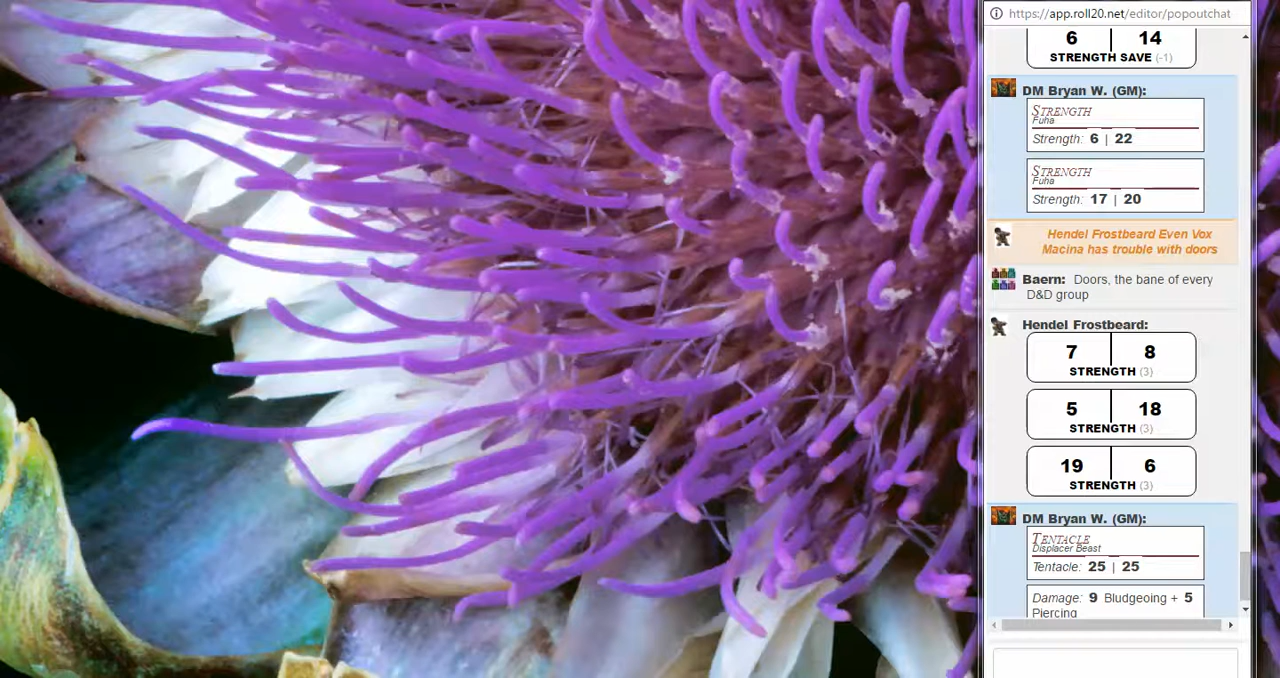 https://app.roll20.net/editor/popoutchat
6 | 14
STRENGTH SAVE (-1)
DM Bryan W. (GM):
STRENGTH
Fuha
Strength: 6 | 22
STRENGTH
Fuha
Strength: 17 | 20
Hendel Frostbeard Even Vox
Macina has trouble with doors
Baern: Doors, the bane of every
D&D group
Hendel Frostbeard:
7 | 8
STRENGTH (3)
5 | 18
STRENGTH (3)
19 | 6
STRENGTH (3)
DM Bryan W. (GM):
TENTACLE
Displacer Beast
Tentacle: 25 | 25
Damage: 9 Bludgeoning + 5
Piercing